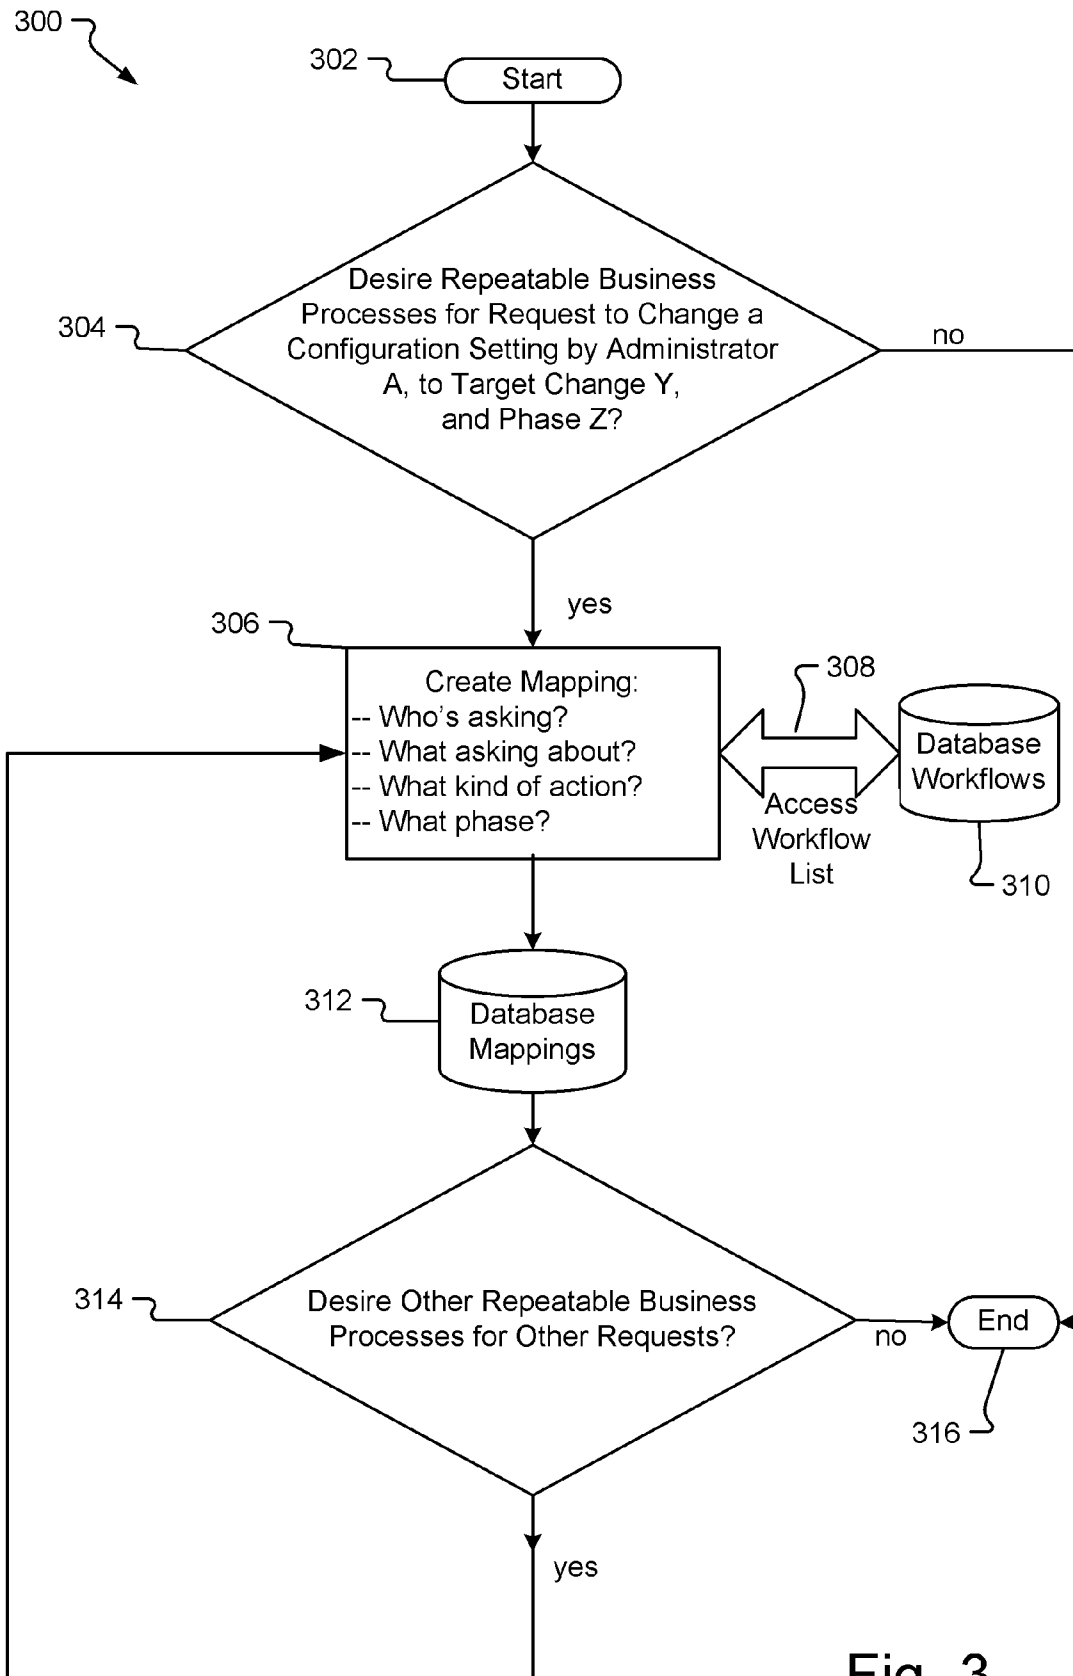 300
302
Start
Desire Repeatable Business
Processes for Request to Change a
Configuration Setting by Administrator
A, to Target Change Y,
and Phase Z?
304
no
yes
306
Create Mapping:
-- Who's asking?
-- What asking about?
-- What kind of action?
-- What phase?
308
Database
Workflows
Access
Workflow
List
310
312
Database
Mappings
314
Desire Other Repeatable Business
Processes for Other Requests?
no
End
316
yes
Fig. 3